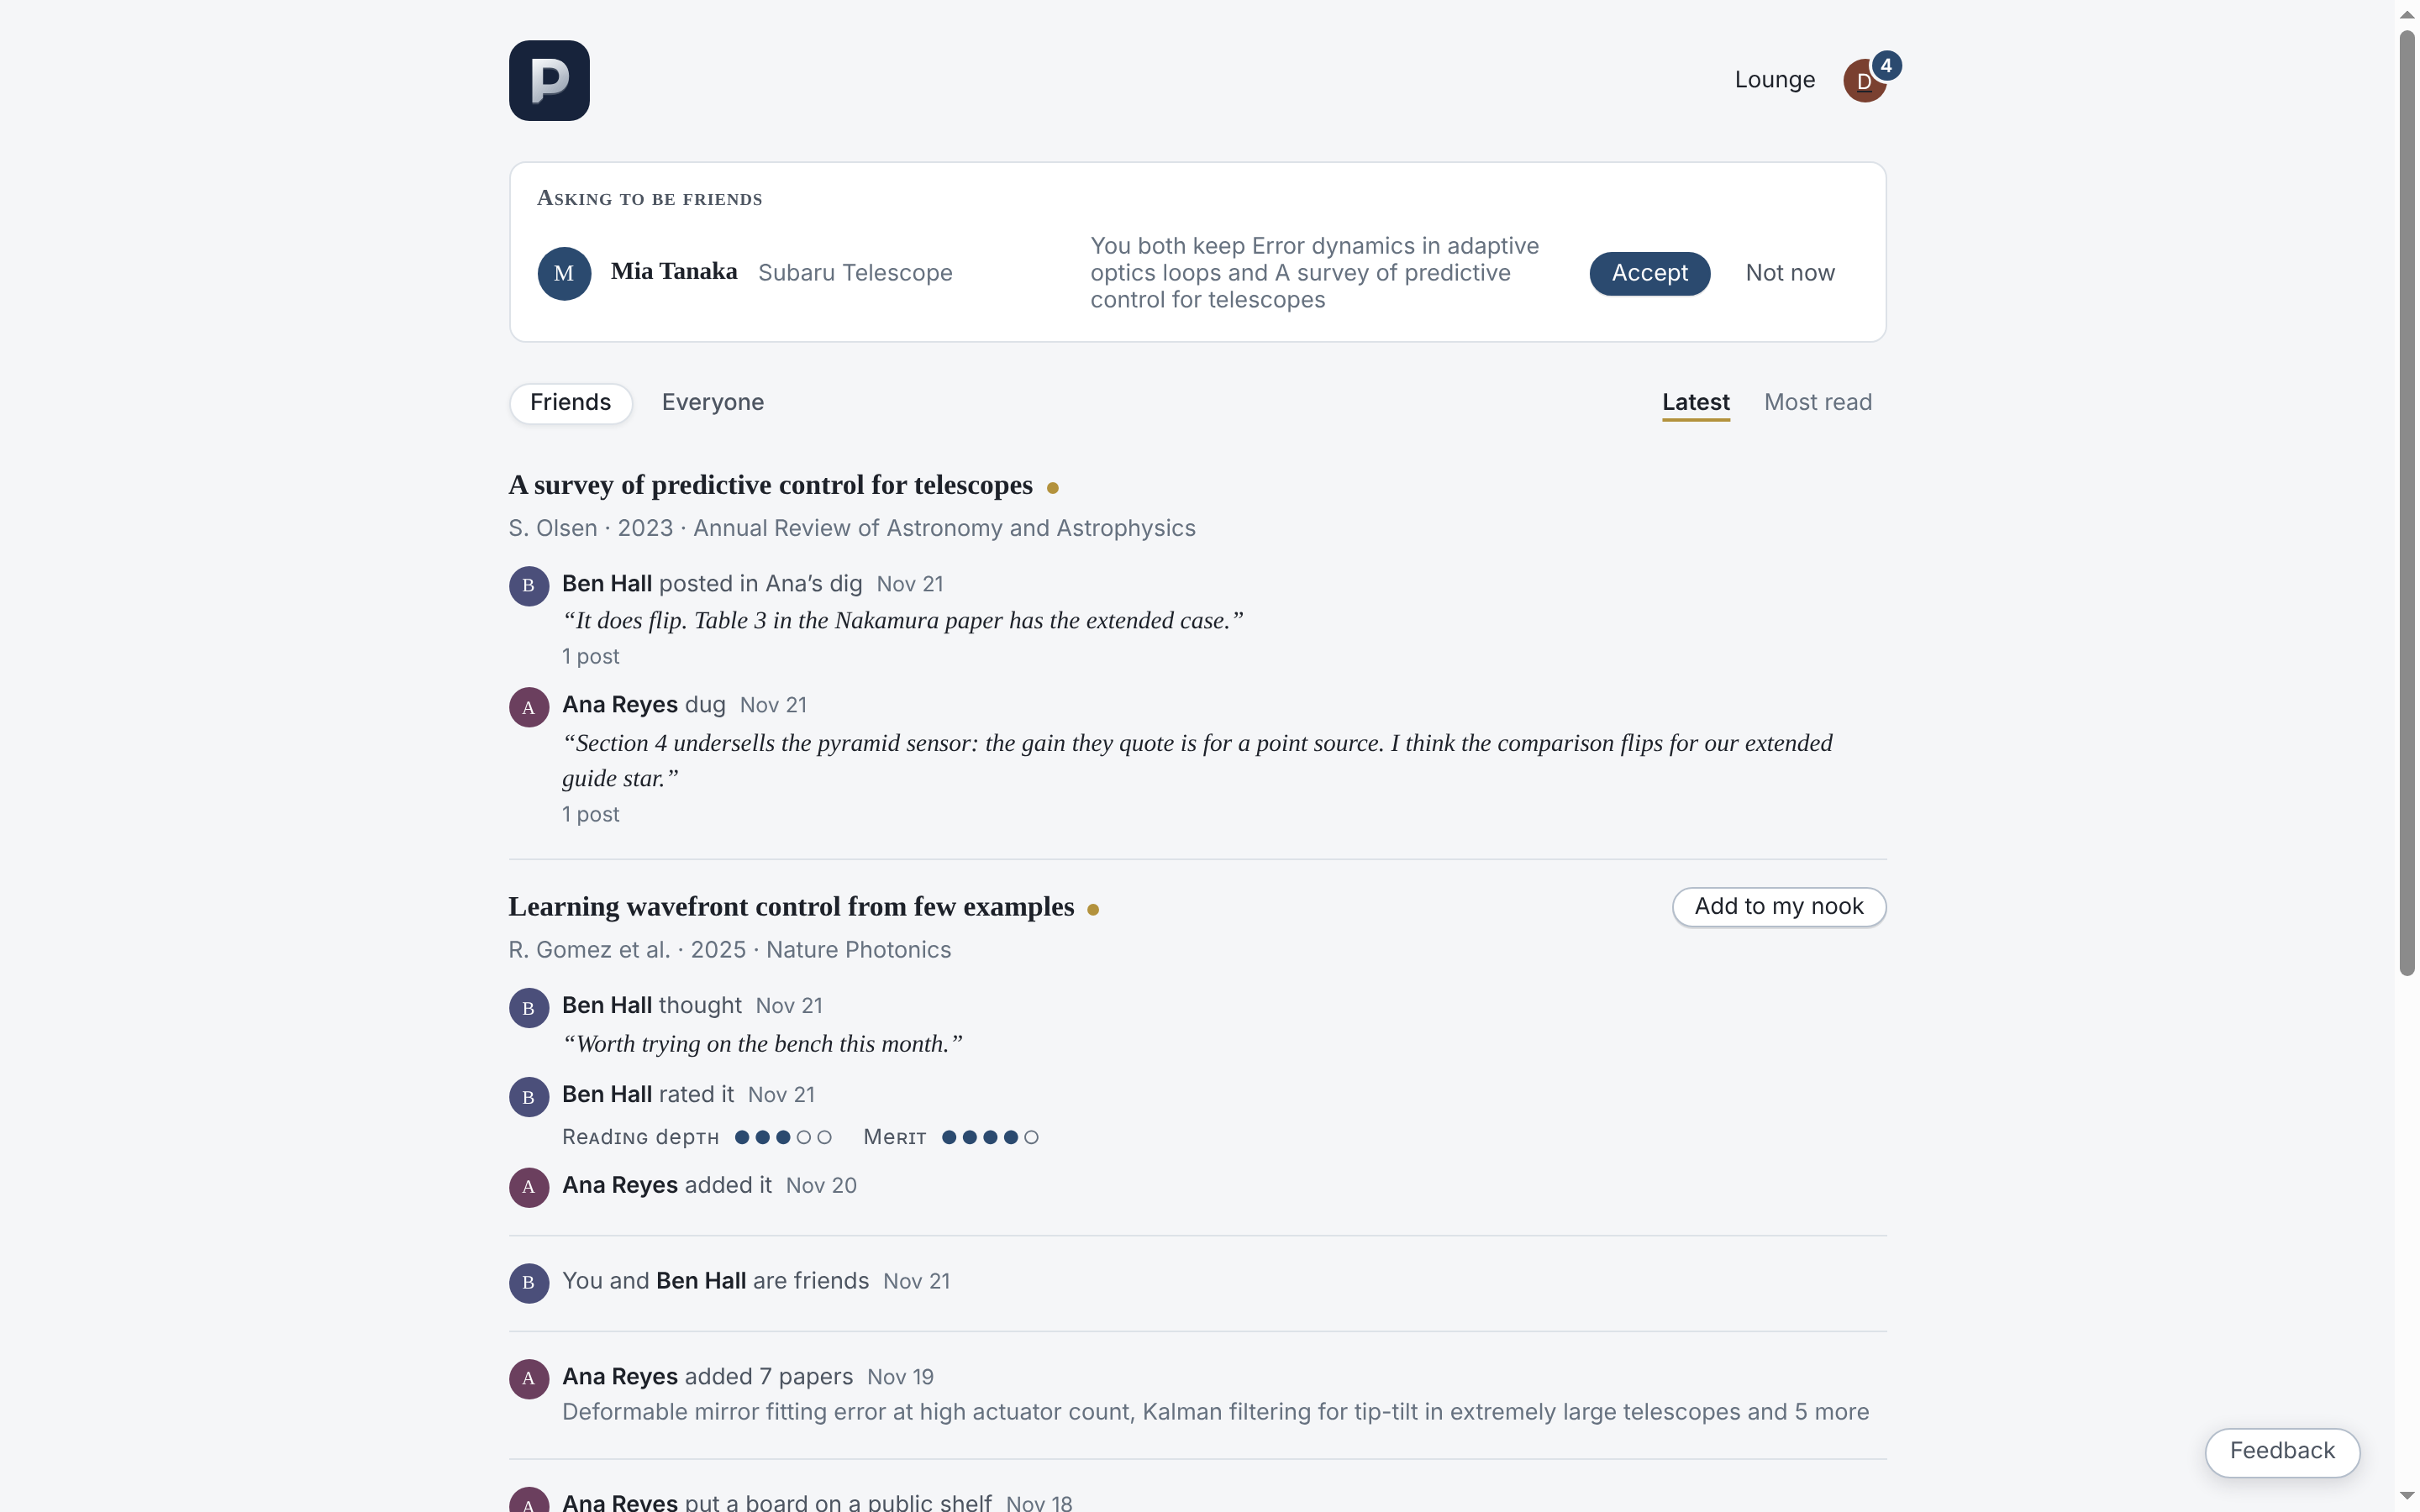 P
Lounge
D
4
Asking to be friends
M
Mia Tanaka Subaru Telescope
You both keep Error dynamics in adaptive
optics loops and A survey of predictive
control for telescopes
Accept
Not now
Friends
Everyone
Latest
Most read
A survey of predictive control for telescopes
S. Olsen · 2023 · Annual Review of Astronomy and Astrophysics
B
Ben Hall posted in Ana’s dig Nov 21
“It does flip. Table 3 in the Nakamura paper has the extended case.”
1 post
A
Ana Reyes dug Nov 21
“Section 4 undersells the pyramid sensor: the gain they quote is for a point source. I think the comparison flips for our extended
guide star.”
1 post
Learning wavefront control from few examples
Add to my nook
R. Gomez et al. · 2025 · Nature Photonics
B
Ben Hall thought Nov 21
“Worth trying on the bench this month.”
B
Ben Hall rated it Nov 21
Reading depth
Merit
A
Ana Reyes added it Nov 20
B
You and Ben Hall are friends Nov 21
A
Ana Reyes added 7 papers Nov 19
Deformable mirror fitting error at high actuator count, Kalman filtering for tip-tilt in extremely large telescopes and 5 more
A
Ana Reyes put a board on a public shelf Nov 18
Feedback